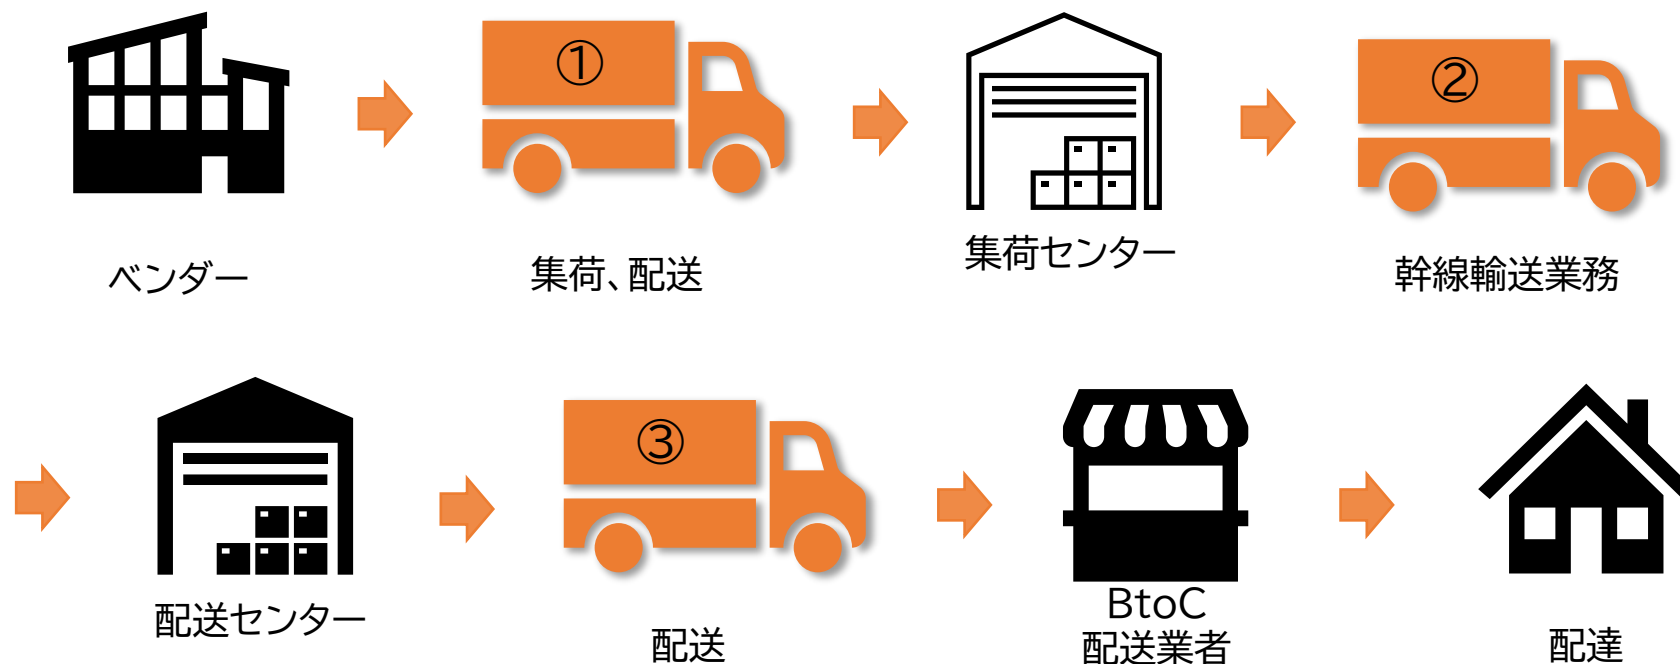 ①
②
ベンダー
集荷、配送
集荷センター
幹線輸送業務
③
配送センター
配送
BtoC
配送業者
配達